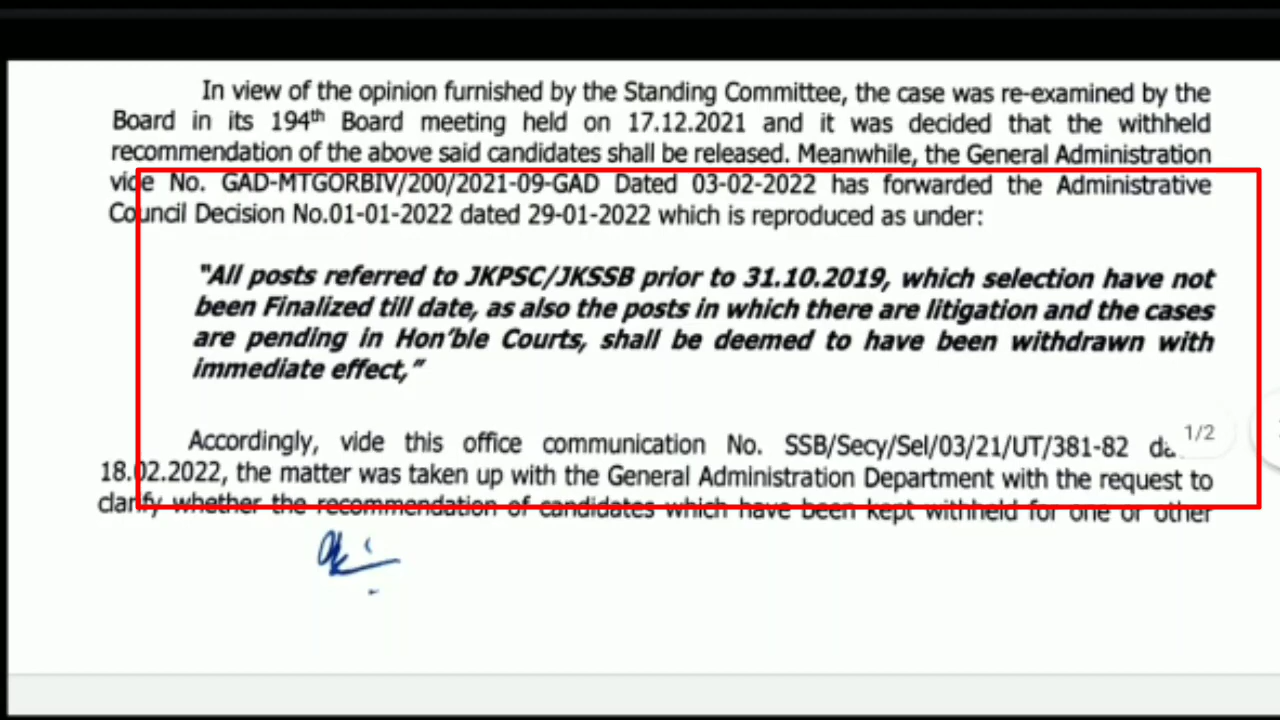 In view of the opinion furnished by the Standing Committee, the case was re-examined by the
Board in its 194th Board meeting held on 17.12.2021 and it was decided that the withheld
recommendation of the above said candidates shall be released. Meanwhile, the General Administration
vide No. GAD-MTGORBIV/200/2021-09-GAD Dated 03-02-2022 has forwarded the Administrative
Council Decision No.01-01-2022 dated 29-01-2022 which is reproduced as under:
"All posts referred to JKPSC/JKSSB prior to 31.10.2019, which selection have not
been Finalized till date, as also the posts in which there are litigation and the cases
are pending in Hon'ble Courts, shall be deemed to have been withdrawn with
immediate effect,"
Accordingly, vide this office communication No. SSB/Secy/Sel/03/21/UT/381-82
1/2
18.02.2022, the matter was taken up with the General Administration Department with the request to
clarify whether the recommendation of candidates which have been kept withheld for one or other